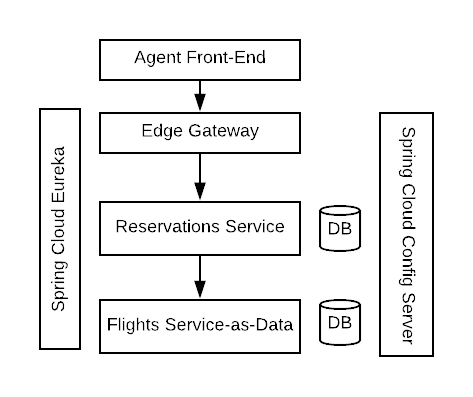 Agent Front-End
Edge Gateway
Spring Cloud Eureka
Reservations Service
DB
Spring Cloud Config Server
Flights Service-as-Data
DB